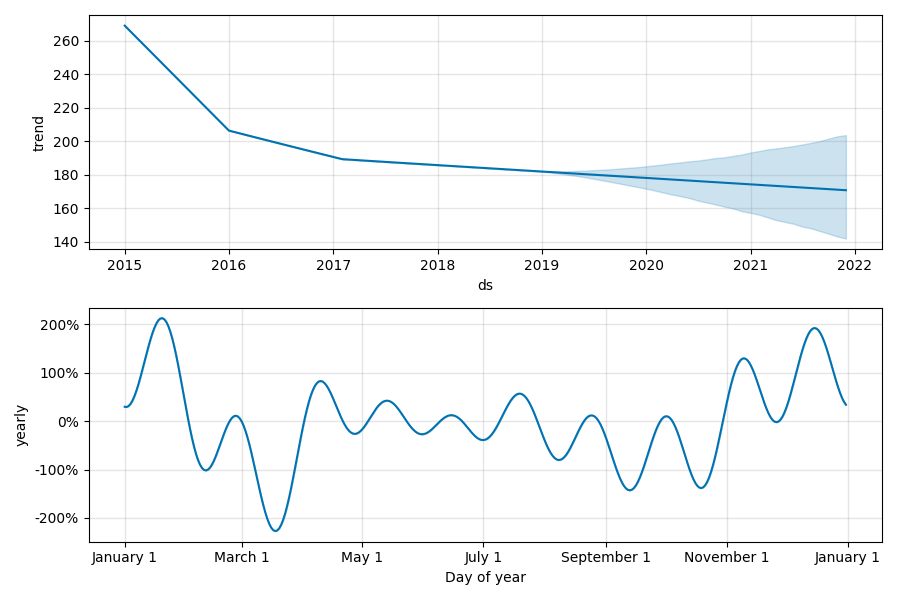 260
240
220
200
180
160
140
trend
2015 2016 2017 2018 2019 2020 2021 2022
ds
200%
100%
0%
-100%
-200%
yearly
January 1 March 1 May 1 July 1 September 1 November 1 January 1
Day of year